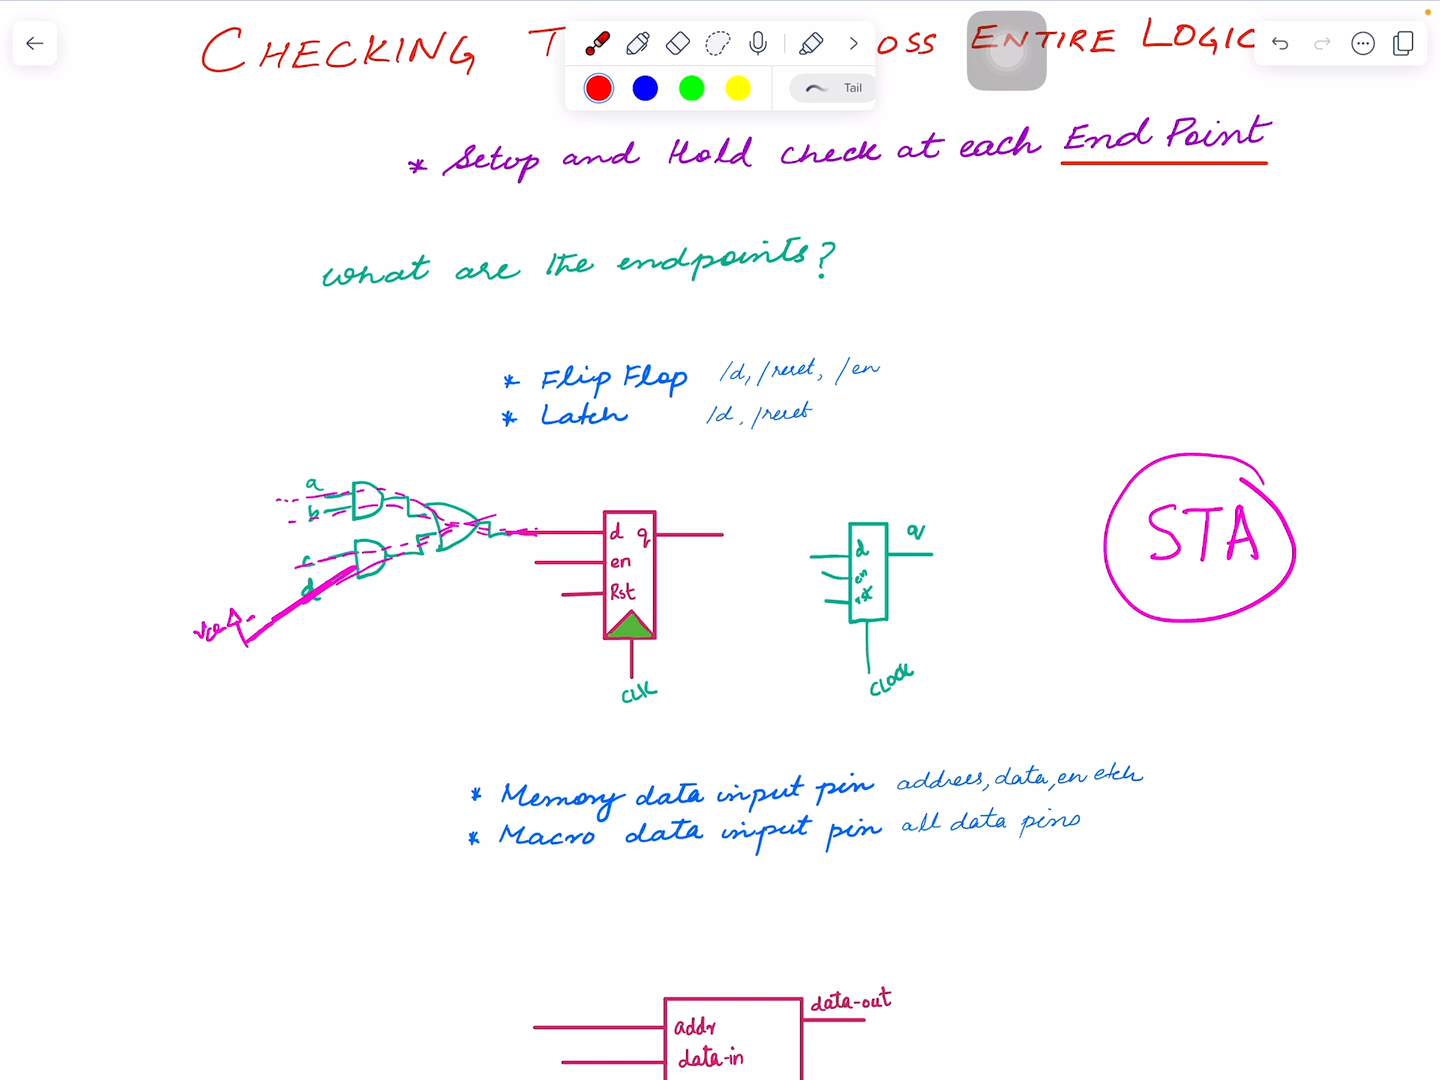 CHECKING T OSS ENTIRE LOGIC
Tail
* Setup and Hold check at each End Point
What are the endpoints?
* Flip Flop /d, /reset, /en
* Latch /d, /reset
a
b
c
d
Vcc
d q
en
Rst
CLK
q
d
en
rst
CLOCK
STA
* Memory data input pin address, data, en etch
* Macro data input pin all data pins
data-out
addr
data-in